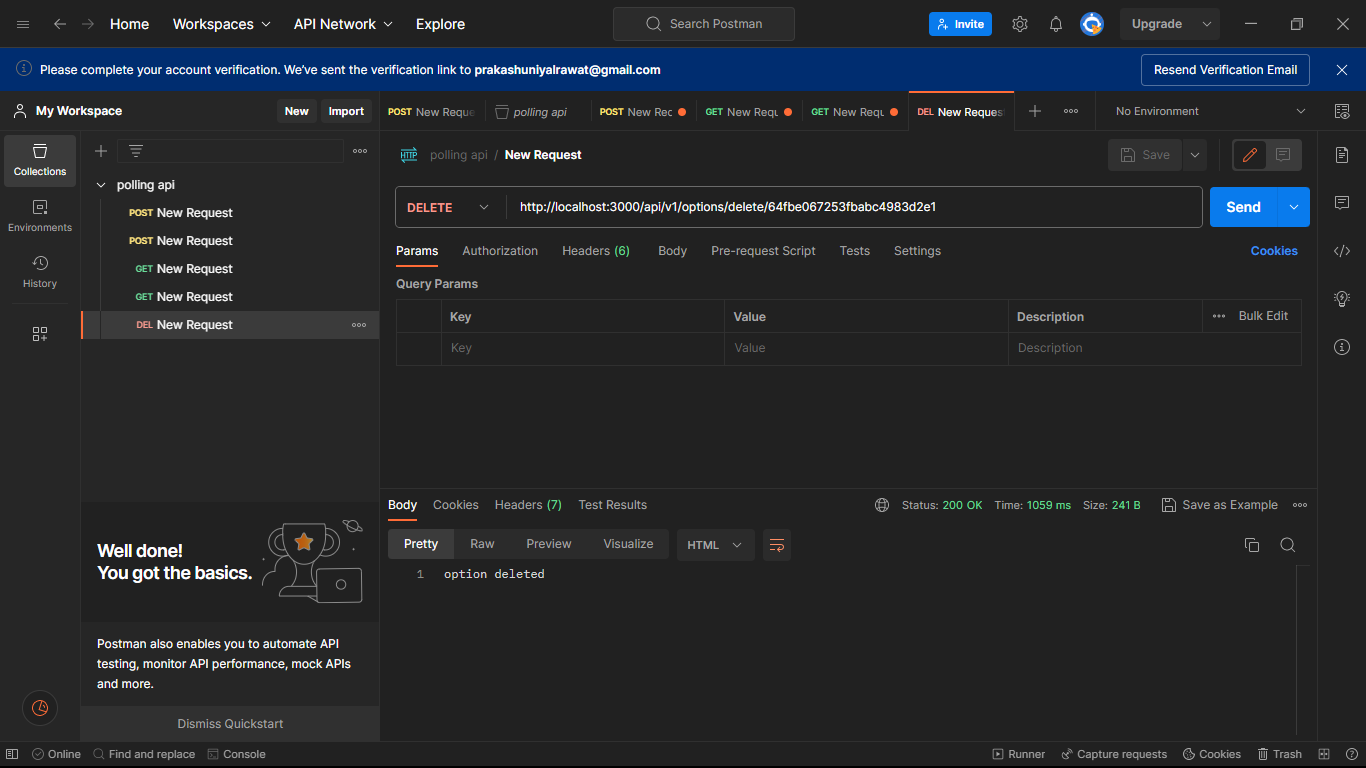 Home Workspaces API Network Explore Search Postman Invite Upgrade
Please complete your account verification. We've sent the verification link to prakashuniyalrawat@gmail.com Resend Verification Email
My Workspace New Import
POST New Reque polling api POST New Rec GET New Requ GET New Requ DEL New Reques No Environment
polling api / New Request Save
Collections
Environments
History
polling api
POST New Request
POST New Request
GET New Request
GET New Request
DEL New Request
DELETE http://localhost:3000/api/v1/options/delete/64fbe067253fbabc4983d2e1 Send
Params Authorization Headers (6) Body Pre-request Script Tests Settings Cookies
Query Params
Key Value Description Bulk Edit
Key Value Description
Body Cookies Headers (7) Test Results Status: 200 OK Time: 1059 ms Size: 241 B Save as Example
Pretty Raw Preview Visualize HTML
1 option deleted
Well done!
You got the basics.
Postman also enables you to automate API
testing, monitor API performance, mock APIs
and more.
Dismiss Quickstart
Online Find and replace Console Runner Capture requests Cookies Trash